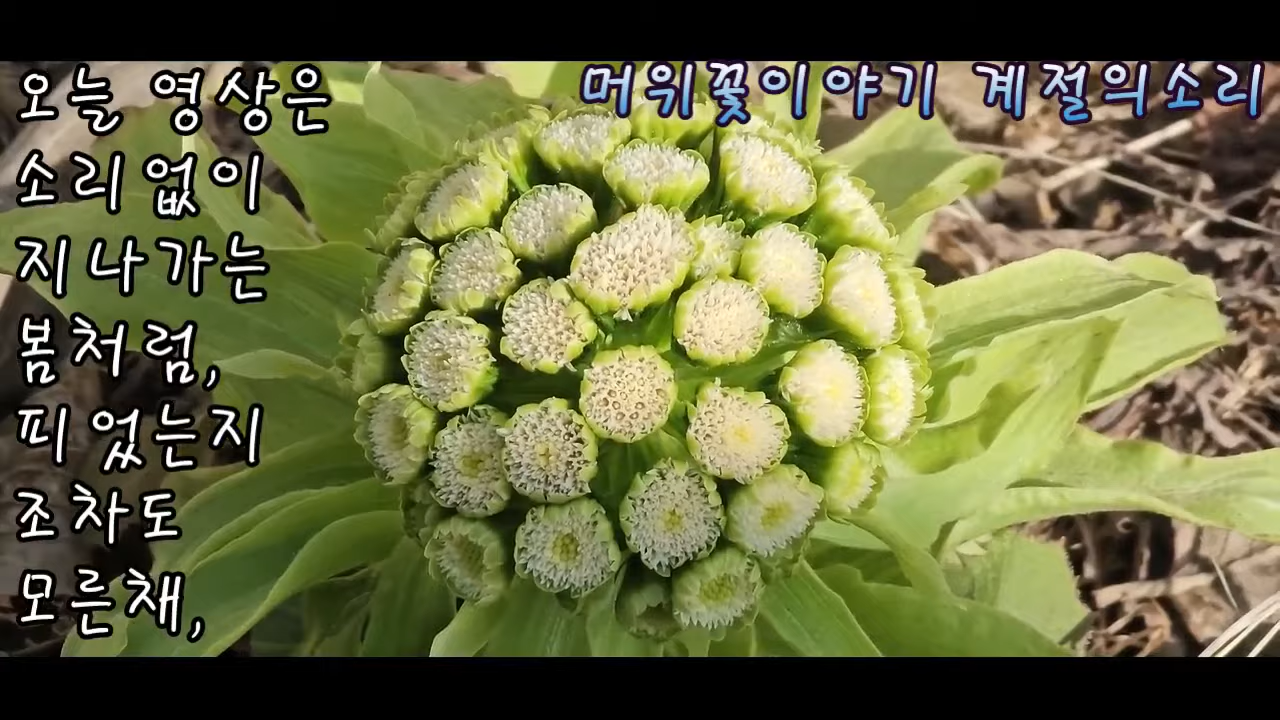 머위꽃이야기 계절의소리
오늘 영상은
소리없이
지나가는
봄처럼,
피었는지
조차도
모른채,